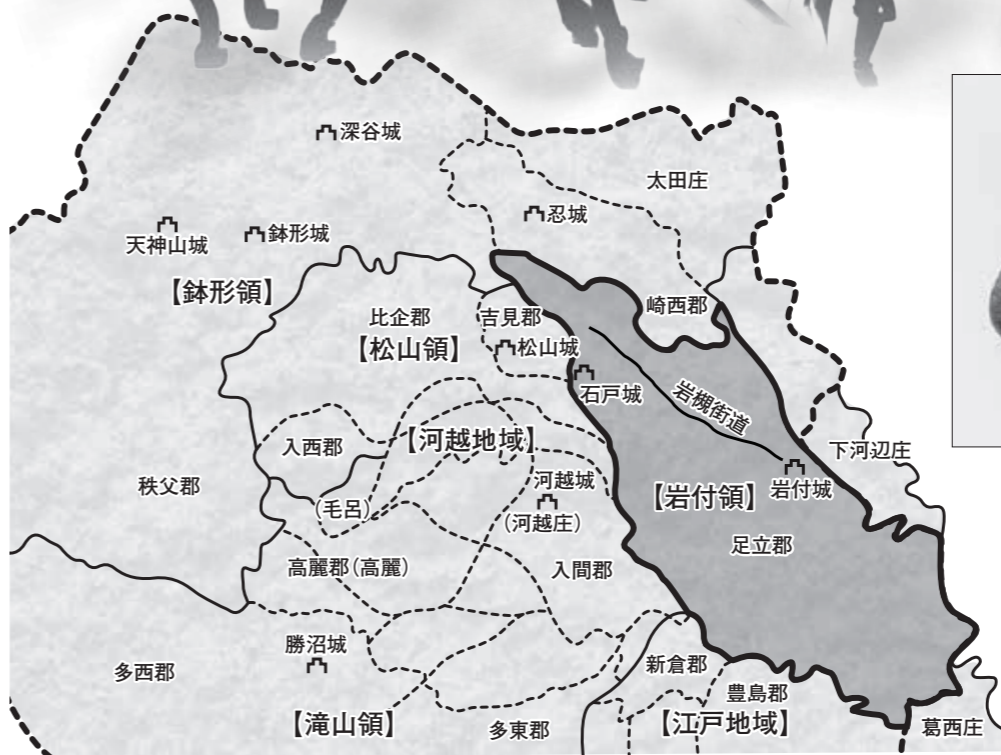 深谷城
太田庄
忍城
天神山城
鉢形城
【鉢形領】
崎西郡
比企郡
吉見郡
【松山領】
松山城
石戸城
岩槻街道
入西郡
【河越地域】
下河辺庄
秩父郡
河越城
岩付城
【岩付領】
(毛呂)
(河越庄)
足立郡
高麗郡(高麗)
入間郡
勝沼城
新倉郡
多西郡
豊島郡
【滝山領】
多東郡
【江戸地域】
葛西庄